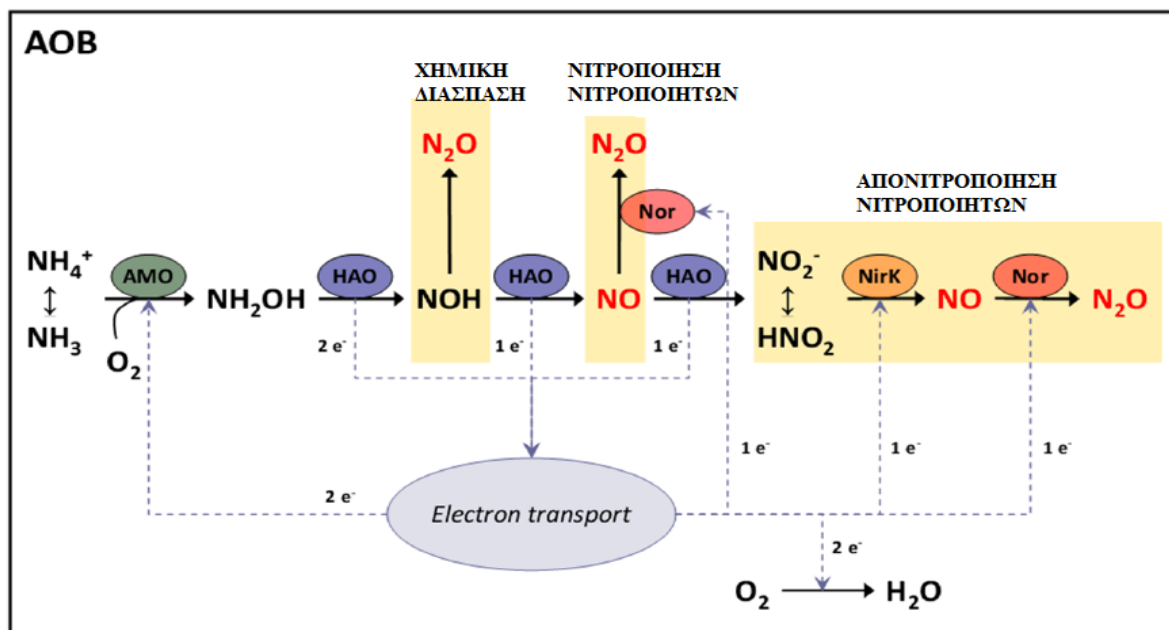 AOB
ΧΗΜΙΚΗ
ΔΙΑΣΠΑΣΗ
ΝΙΤΡΟΠΟΙΗΣΗ
ΝΙΤΡΟΠΟΙΗΤΩΝ
N₂O
N₂O
Nor
ΑΠΟΝΙΤΡΟΠΟΙΗΣΗ
ΝΙΤΡΟΠΟΙΗΤΩΝ
NH₄⁺
NH₃
AMO
O₂
NH₂OH
HAO
NOH
HAO
NO
HAO
NO₂⁻
HNO₂
NirK
NO
Nor
N₂O
2 e⁻
1 e⁻
1 e⁻
1 e⁻
1 e⁻
1 e⁻
2 e⁻
Electron transport
2 e⁻
O₂
H₂O